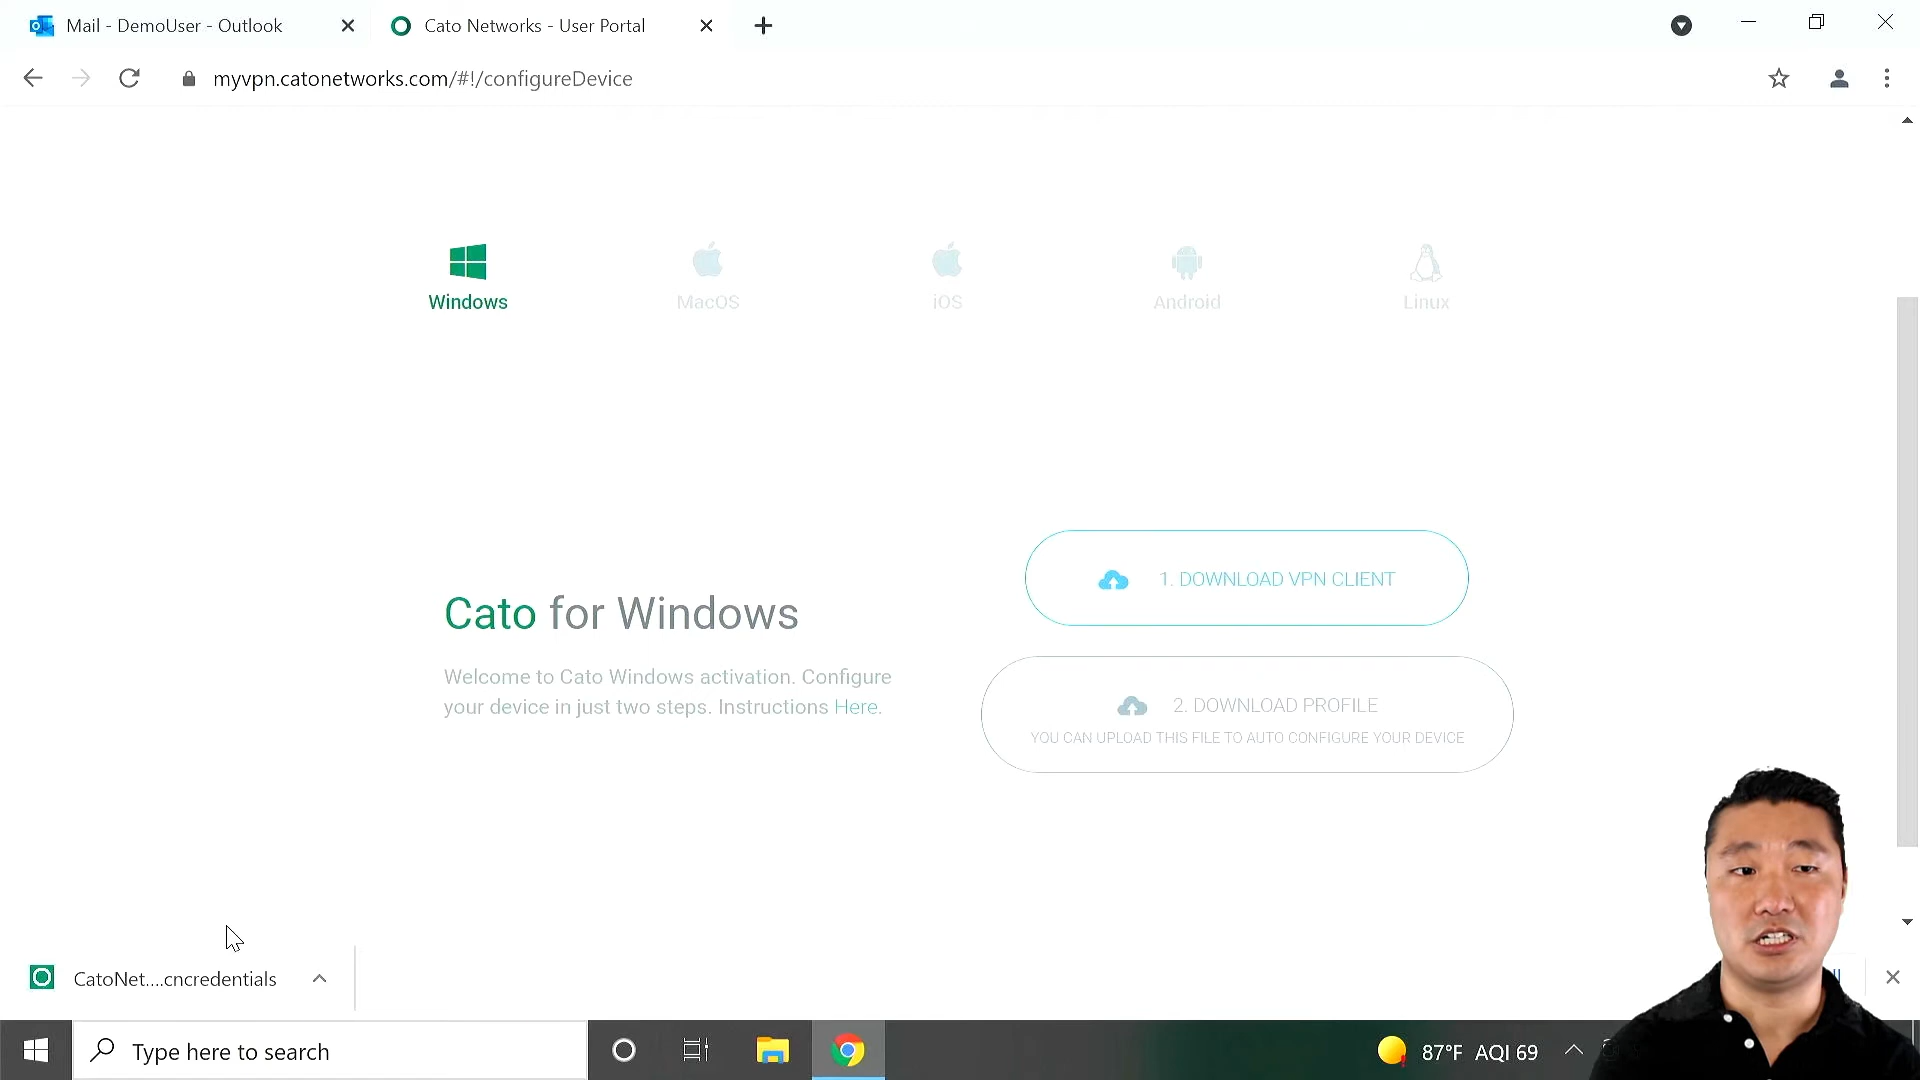 Mail - DemoUser - Outlook
Cato Networks - User Portal
myvpn.catonetworks.com/#!/configureDevice
Windows
MacOS
iOS
Android
Linux
1. DOWNLOAD VPN CLIENT
Cato for Windows
Welcome to Cato Windows activation. Configure
your device in just two steps. Instructions Here.
2. DOWNLOAD PROFILE
YOU CAN UPLOAD THIS FILE TO AUTO CONFIGURE YOUR DEVICE
CatoNet....cncredentials
Type here to search
87°F AQI 69